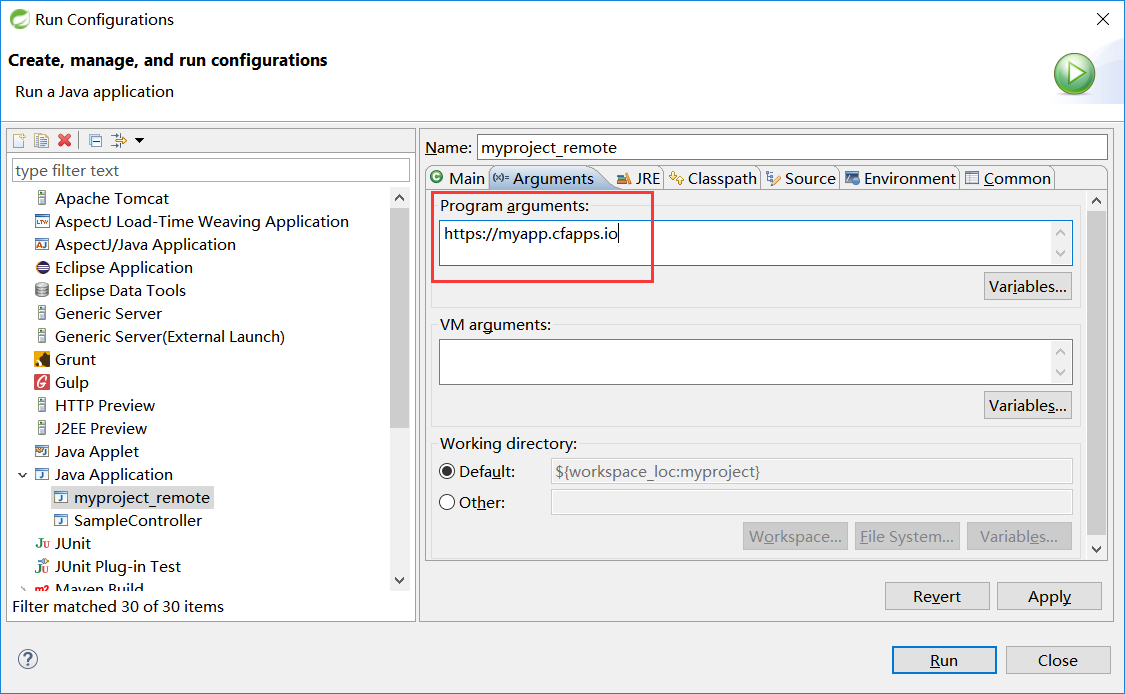 Run Configurations
Create, manage, and run configurations
Run a Java application
type filter text
Apache Tomcat
AspectJ Load-Time Weaving Application
AspectJ/Java Application
Eclipse Application
Eclipse Data Tools
Generic Server
Generic Server(External Launch)
Grunt
Gulp
HTTP Preview
J2EE Preview
Java Applet
Java Application
myproject_remote
SampleController
JUnit
JUnit Plug-in Test
Maven Build
Filter matched 30 of 30 items
Name: myproject_remote
Main Arguments JRE Classpath Source Environment Common
Program arguments:
https://myapp.cfapps.io
Variables...
VM arguments:
Variables...
Working directory:
Default: ${workspace_loc:myproject}
Other:
Workspace... File System... Variables...
Revert Apply
Run Close